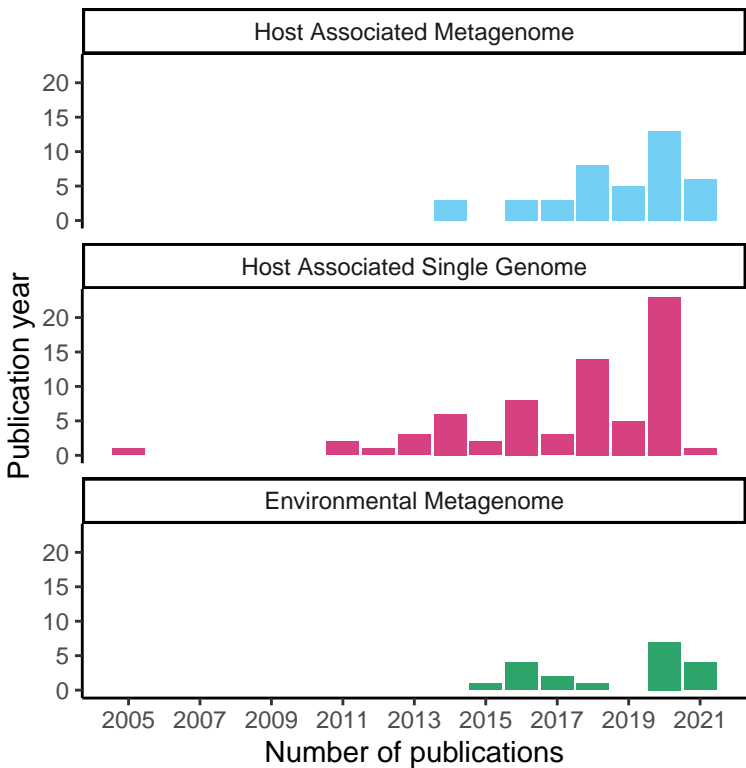 Host Associated Metagenome
20
15
10
5
0
Host Associated Single Genome
20
15
10
5
0
Environmental Metagenome
20
15
10
5
0
Publication year
2005 2007 2009 2011 2013 2015 2017 2019 2021
Number of publications